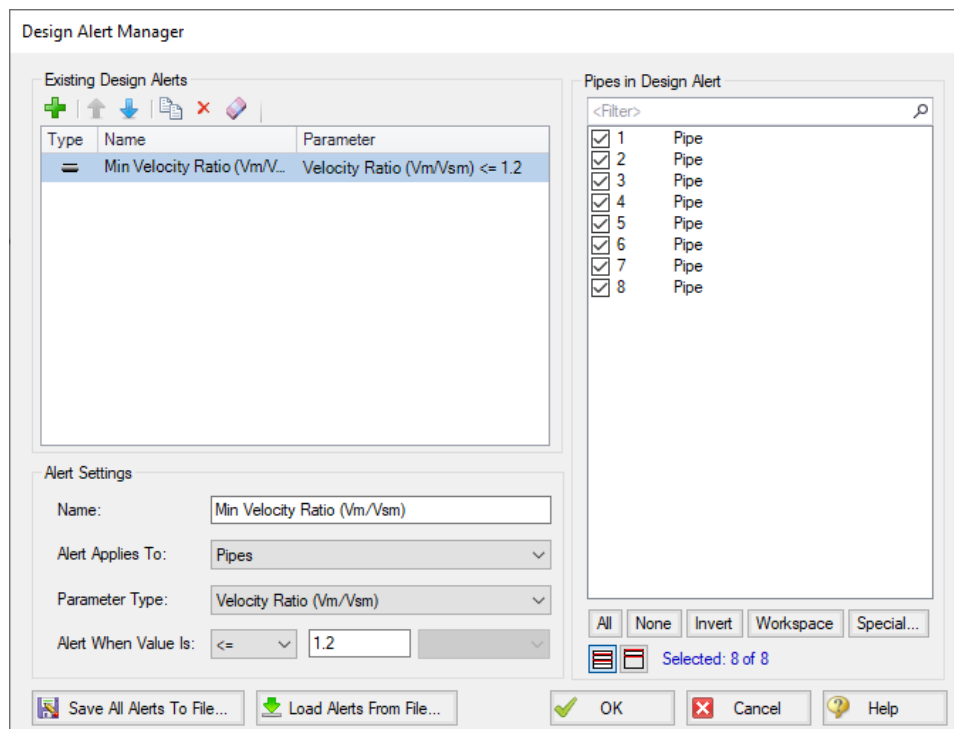 Design Alert Manager
Existing Design Alerts
Type Name Parameter
Min Velocity Ratio (Vm/V... Velocity Ratio (Vm/Vsm) <= 1.2
Alert Settings
Name: Min Velocity Ratio (Vm/Vsm)
Alert Applies To: Pipes
Parameter Type: Velocity Ratio (Vm/Vsm)
Alert When Value Is: <= 1.2
Pipes in Design Alert
<Filter>
1 Pipe
2 Pipe
3 Pipe
4 Pipe
5 Pipe
6 Pipe
7 Pipe
8 Pipe
All None Invert Workspace Special...
Selected: 8 of 8
Save All Alerts To File... Load Alerts From File... OK Cancel Help